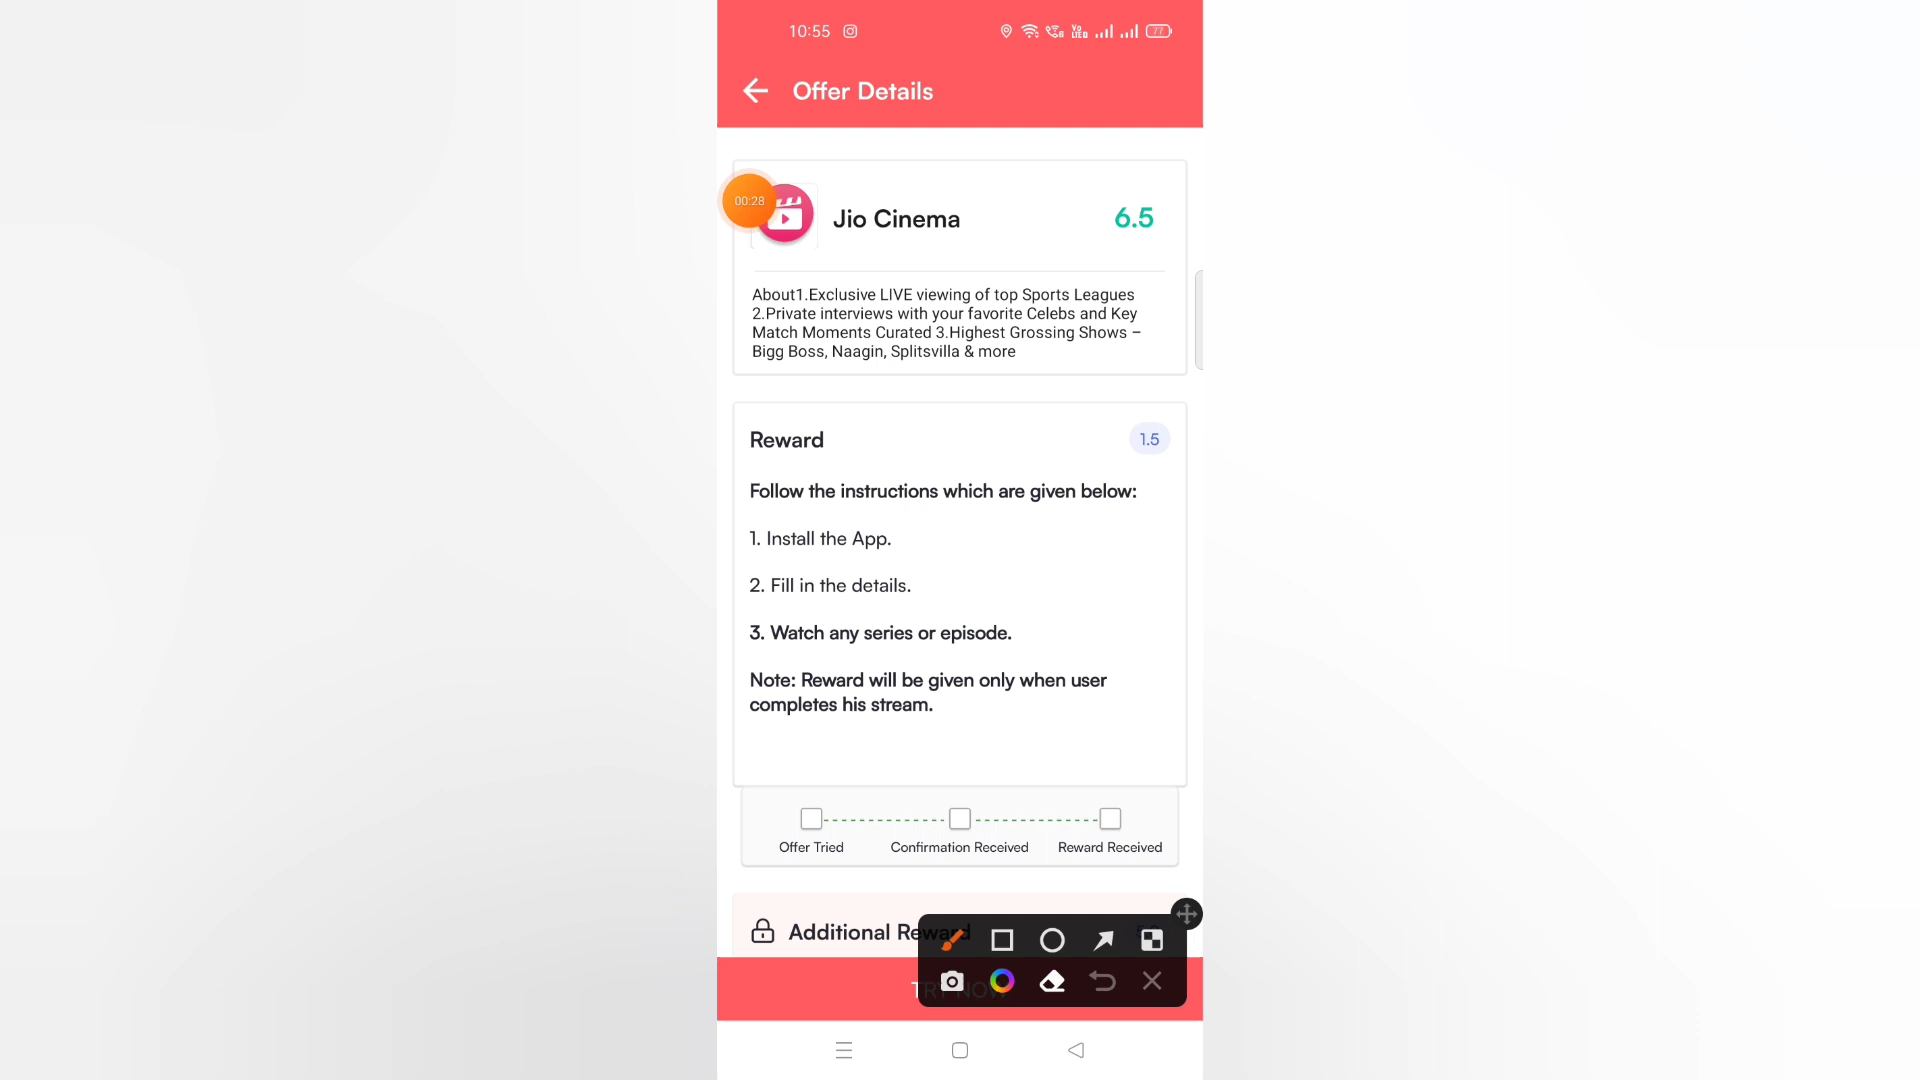 10:55
77
Offer Details
00:28
Jio Cinema
6.5
About1.Exclusive LIVE viewing of top Sports Leagues
2.Private interviews with your favorite Celebs and Key
Match Moments Curated 3.Highest Grossing Shows –
Bigg Boss, Naagin, Splitsvilla & more
Reward
1.5
Follow the instructions which are given below:
1. Install the App.
2. Fill in the details.
3. Watch any series or episode.
Note: Reward will be given only when user
completes his stream.
Offer Tried
Confirmation Received
Reward Received
Additional Reward
TRY NOW